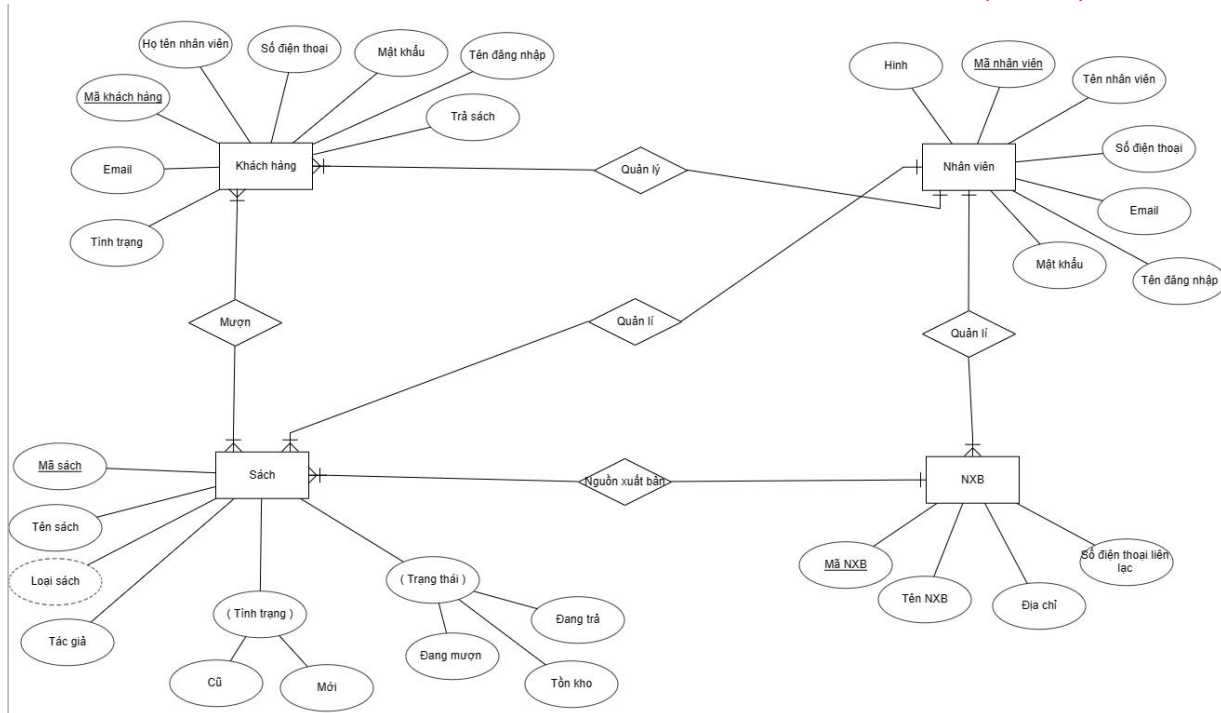 Họ tên nhân viên
Số điện thoại
Mật khẩu
Tên đăng nhập
Mã khách hàng
Trả sách
Email
Khách hàng
Tình trạng
Quản lý
Hinh
Mã nhân viên
Tên nhân viên
Số điện thoại
Nhân viên
Email
Mật khẩu
Tên đăng nhập
Mượn
Quản lí
Quản lí
Mã sách
Sách
Nguồn xuất bản
NXB
Tên sách
Loại sách
Tác giả
( Tình trạng )
Cũ
Mới
( Trạng thái )
Đang trả
Đang mượn
Tồn kho
Mã NXB
Tên NXB
Địa chỉ
Số điện thoại liên
lạc